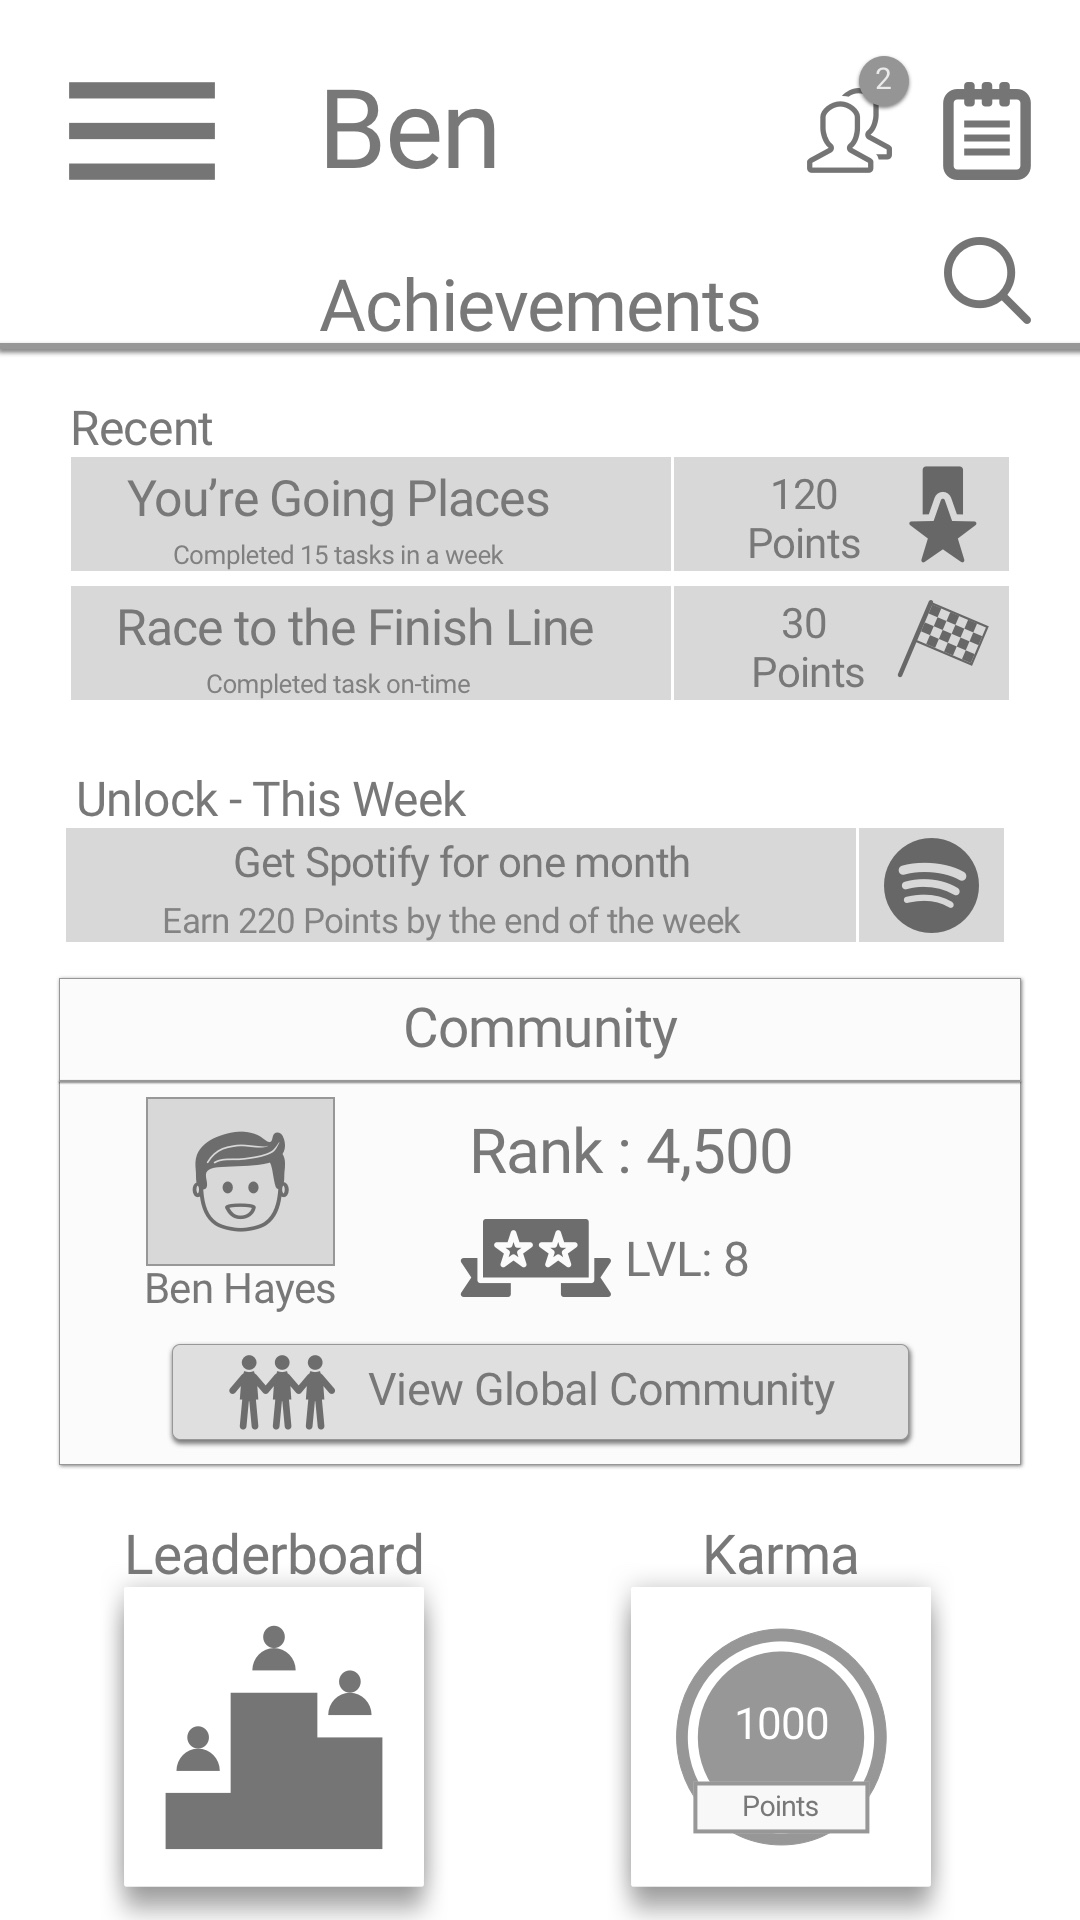 Ben
2
Achievements
Recent
You’re Going Places
Completed 15 tasks in a week
120
Points
Race to the Finish Line
Completed task on-time
30
Points
Unlock - This Week
Get Spotify for one month
Earn 220 Points by the end of the week
Community
Rank : 4,500
LVL: 8
Ben Hayes
View Global Community
Leaderboard
Karma
1000
Points